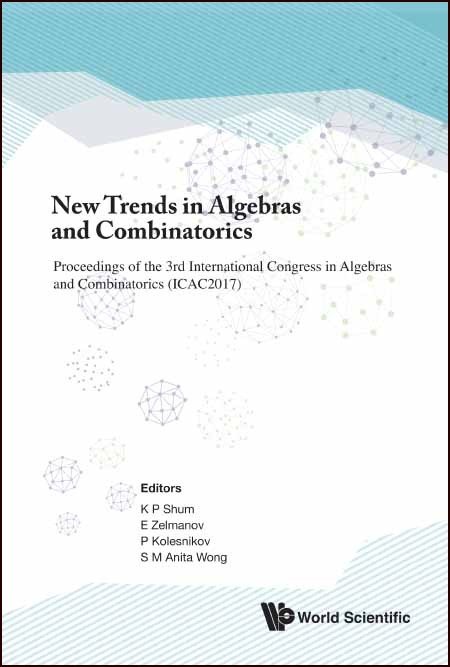 New Trends in Algebras
and Combinatorics
Proceedings of the 3rd International Congress in Algebras
and Combinatorics (ICAC2017)
Editors
K P Shum
E Zelmanov
P Kolesnikov
S M Anita Wong
World Scientific